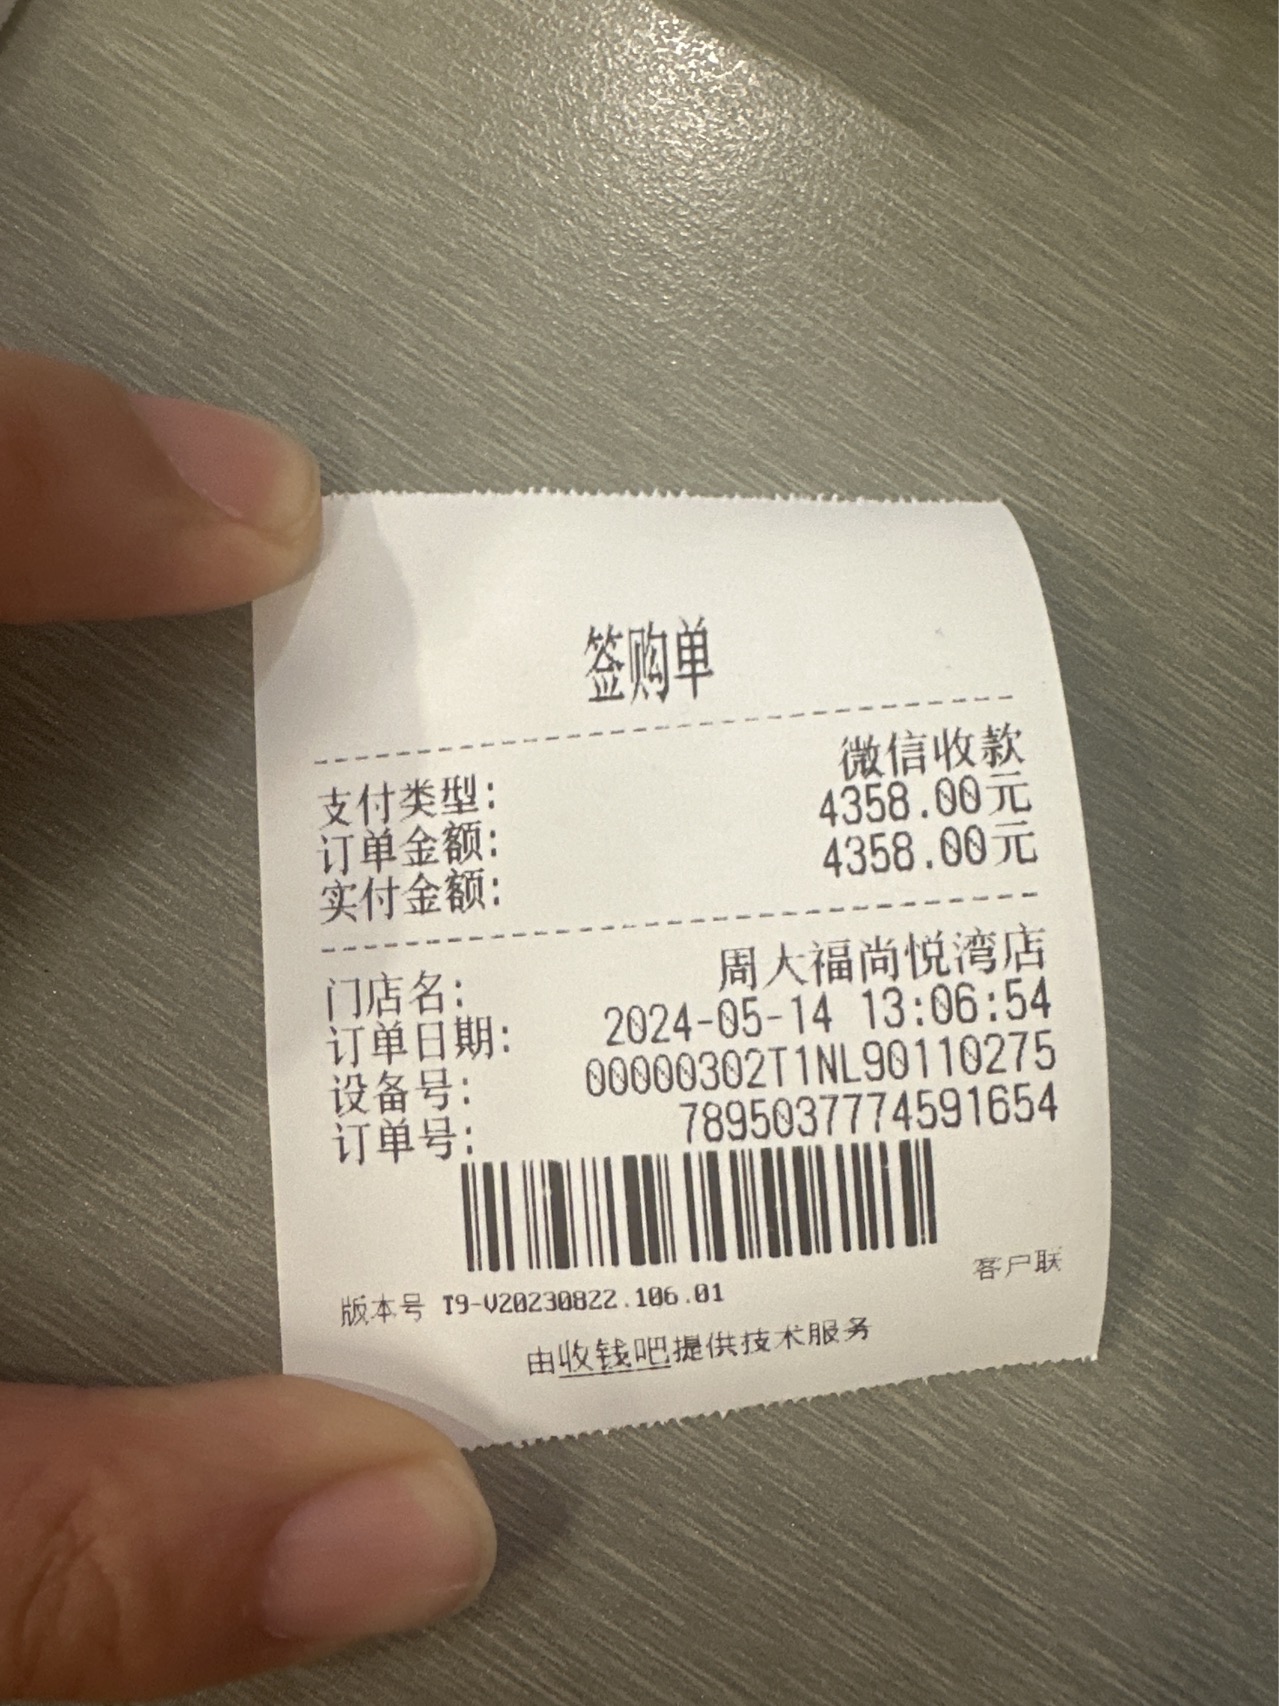 签购单
支付类型: 微信收款
订单金额: 4358.00元
实付金额: 4358.00元
门店名: 周大福尚悦湾店
订单日期: 2024-05-14 13:06:54
设备号: 00000302T1NL90110275
订单号: 7895037774591654
客户联
版本号 T9-V20230822.106.01
由收钱吧提供技术服务